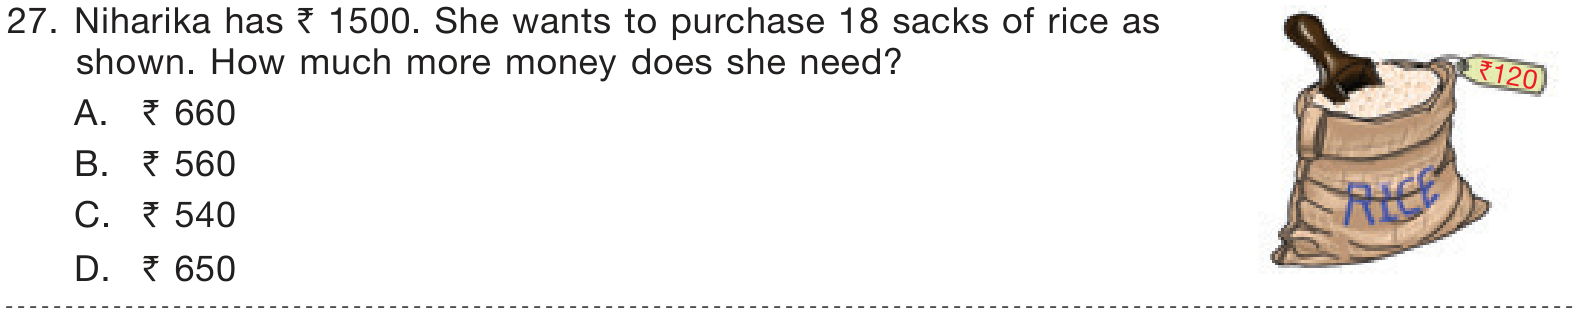 27. Niharika has ₹ 1500. She wants to purchase 18 sacks of rice as
shown. How much more money does she need?
A. ₹ 660
B. ₹ 560
C. ₹ 540
D. ₹ 650
₹120
RICE